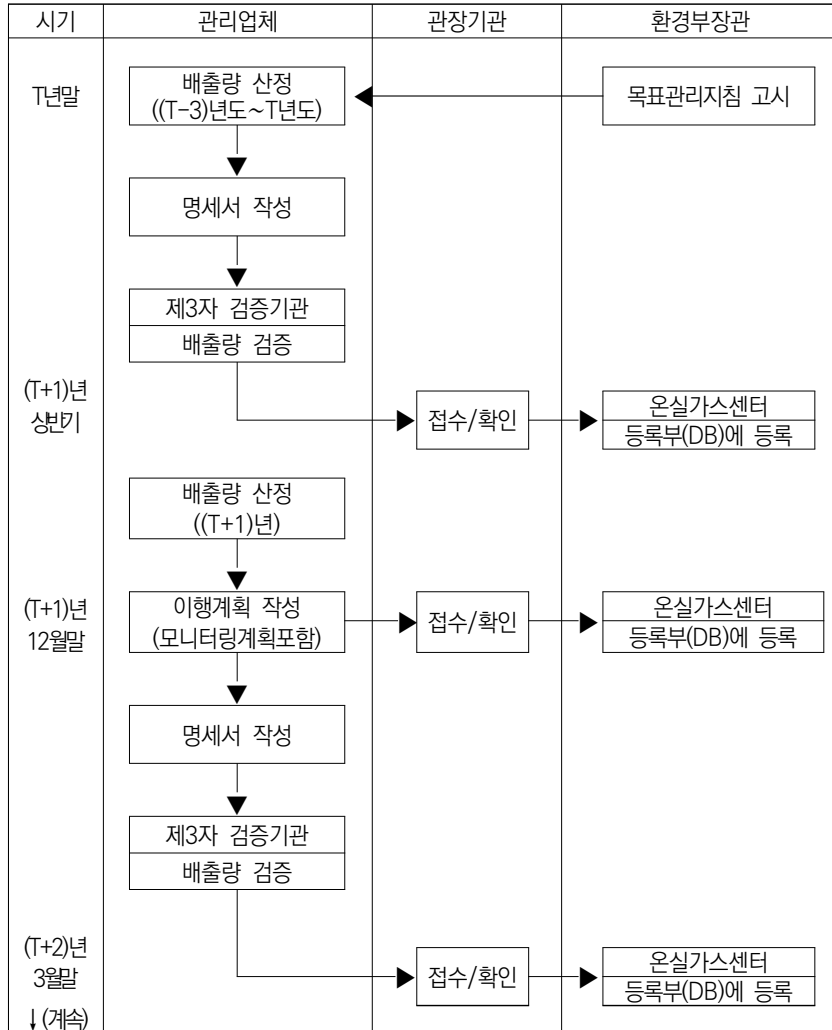 시기 관리업체 관장기관 환경부장관
T년말
배출량 산정
((T-3)년도~T년도)
목표관리지침 고시
명세서 작성
제3자 검증기관
배출량 검증
(T+1)년
상반기
접수/확인
온실가스센터
등록부(DB)에 등록
배출량 산정
((T+1)년)
(T+1)년
12월말
이행계획 작성
(모니터링계획포함)
접수/확인
온실가스센터
등록부(DB)에 등록
명세서 작성
제3자 검증기관
배출량 검증
(T+2)년
3월말
↓(계속)
접수/확인
온실가스센터
등록부(DB)에 등록